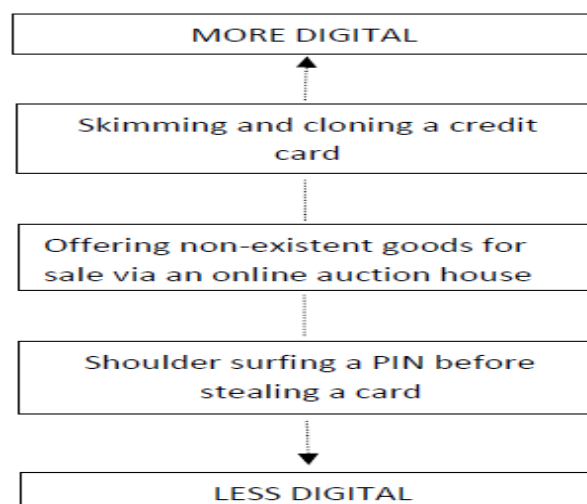 MORE DIGITAL
Skimming and cloning a credit
card
Offering non-existent goods for
sale via an online auction house
Shoulder surfing a PIN before
stealing a card
LESS DIGITAL